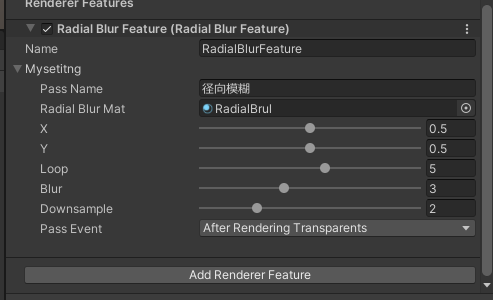 Renderer Features
Radial Blur Feature (Radial Blur Feature)
Name RadialBlurFeature
Mysetitng
Pass Name 径向模糊
Radial Blur Mat RadialBrul
X 0.5
Y 0.5
Loop 5
Blur 3
Downsample 2
Pass Event After Rendering Transparents
Add Renderer Feature